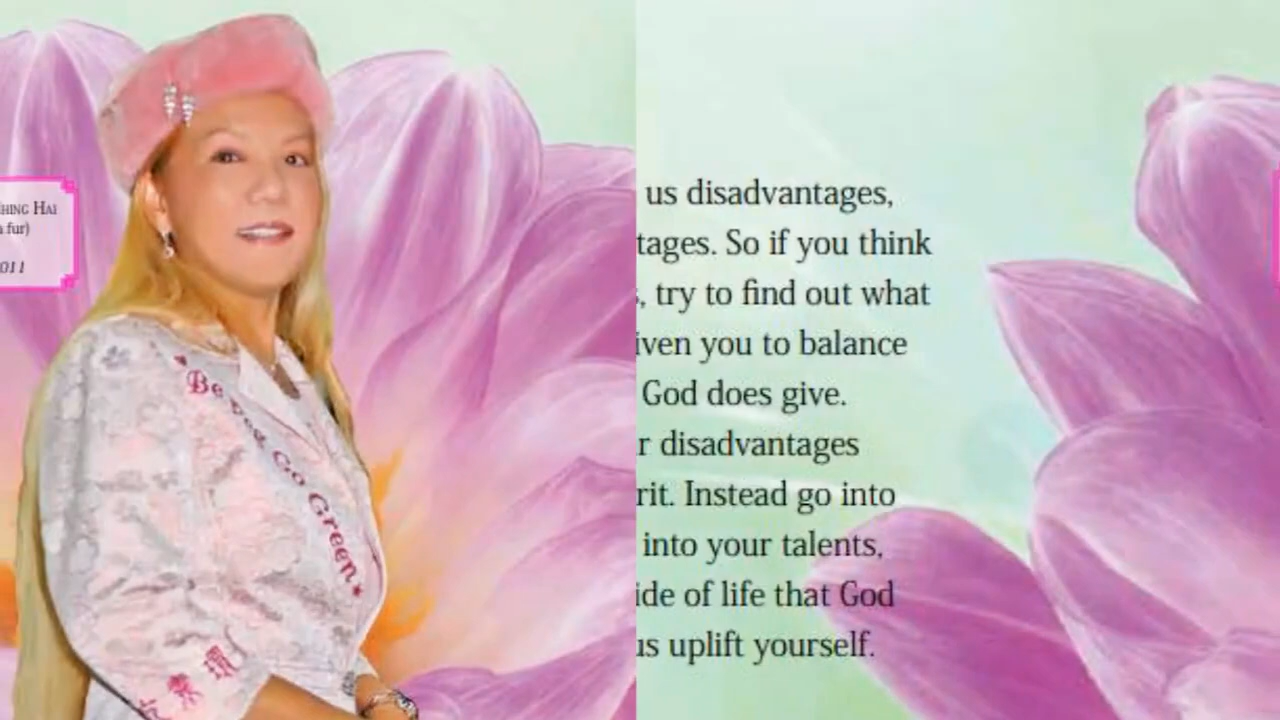 HING HAI
fur)
2011
Be Veg Go Green
us disadvantages,
tages. So if you think
, try to find out what
iven you to balance
God does give.
r disadvantages
rit. Instead go into
into your talents,
ide of life that God
us uplift yourself.